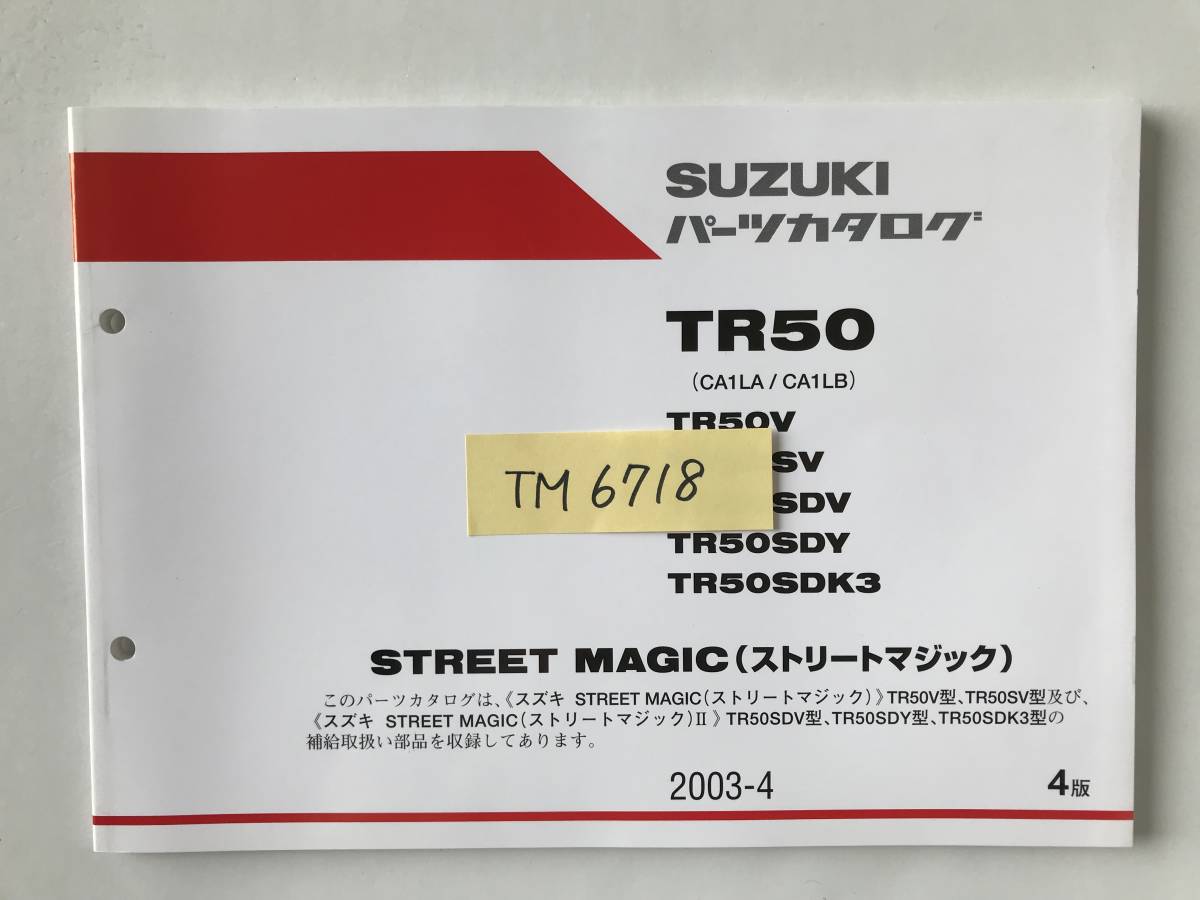 SUZUKI
パーツカタログ
TR50
(CA1LA / CA1LB)
TR50V
SV
SDV
TM 6718
TR50SDY
TR50SDK3
STREET MAGIC(ストリートマジック)
このパーツカタログは、《スズキ STREET MAGIC(ストリートマジック)》TR50V型、TR50SV型及び、
《スズキ STREET MAGIC(ストリートマジック)II》TR50SDV型、TR50SDY型、TR50SDK3型の
補給取扱い部品を収録してあります。
2003-4 4版